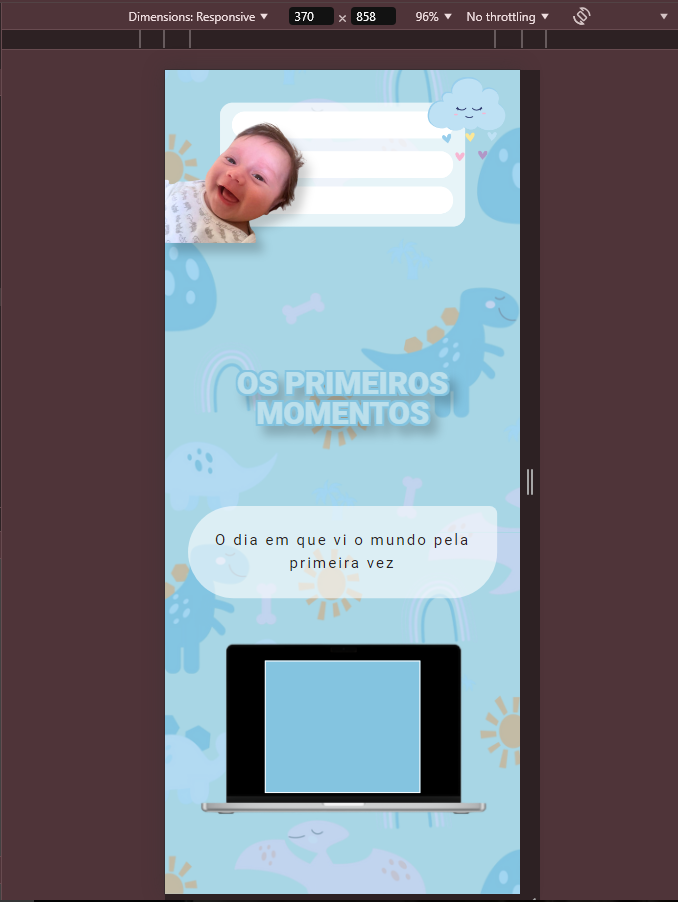 Dimensions: Responsive 370 × 858 96% No throttling
OS PRIMEIROS
MOMENTOS
O dia em que vi o mundo pela
primeira vez